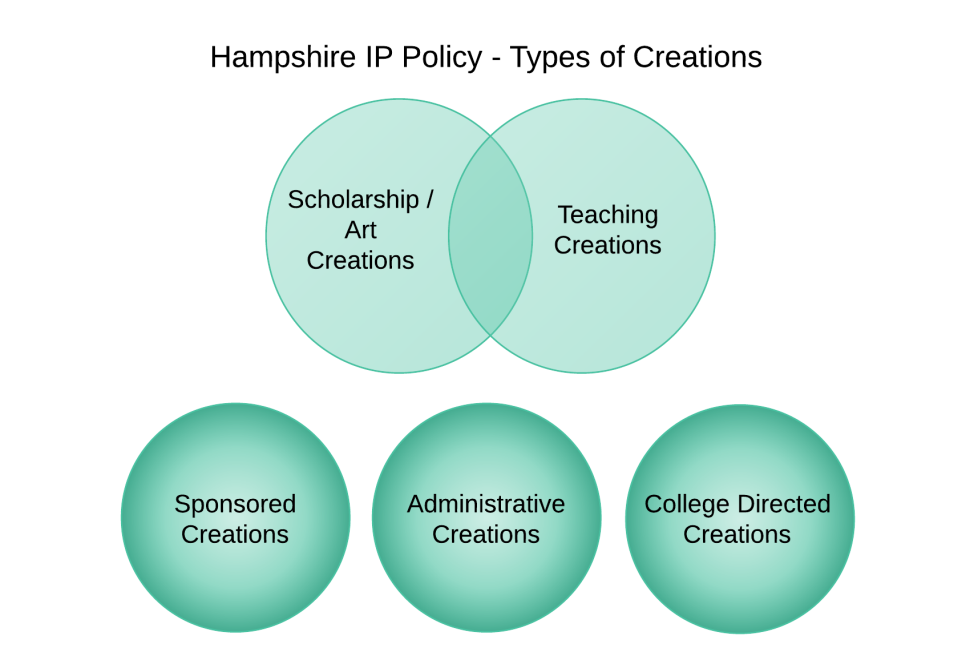 Hampshire IP Policy - Types of Creations
Scholarship /
Art
Creations
Teaching
Creations
Sponsored
Creations
Administrative
Creations
College Directed
Creations